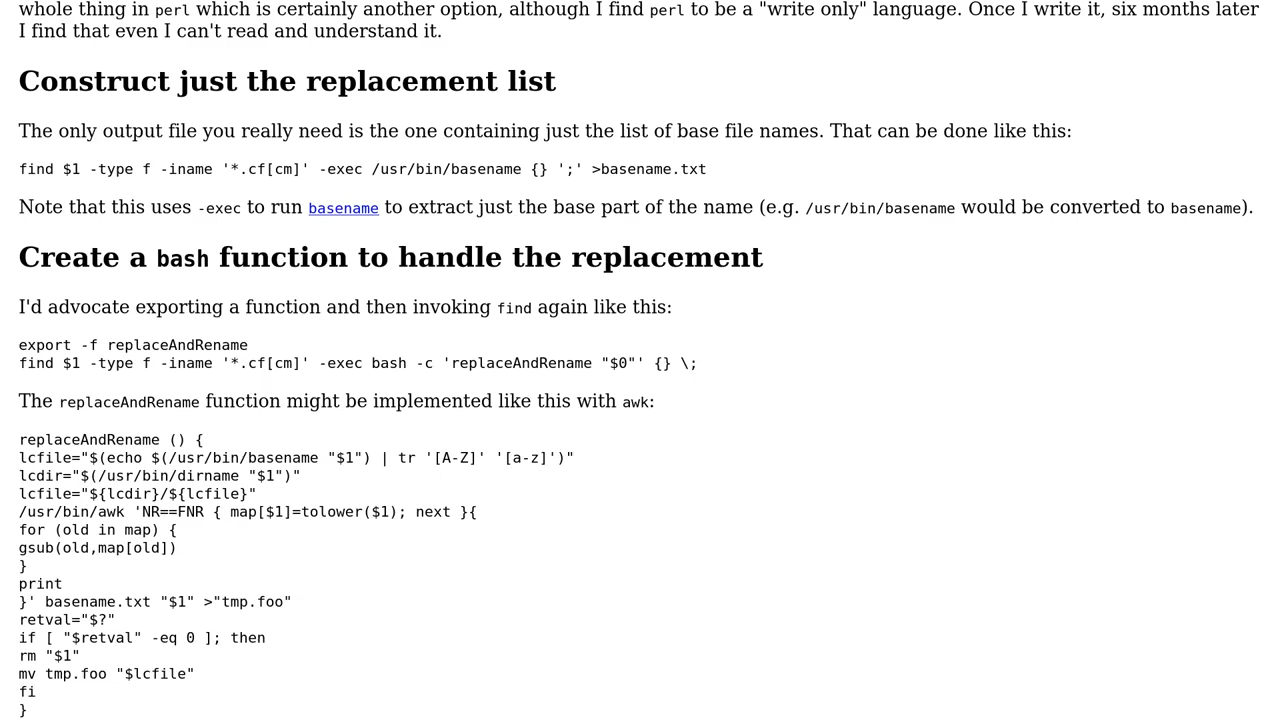 whole thing in perl which is certainly another option, although I find perl to be a "write only" language. Once I write it, six months later
I find that even I can't read and understand it.
Construct just the replacement list
The only output file you really need is the one containing just the list of base file names. That can be done like this:
find $1 -type f -iname '*.cf[cm]' -exec /usr/bin/basename {} ';' >basename.txt
Note that this uses -exec to run basename to extract just the base part of the name (e.g. /usr/bin/basename would be converted to basename).
Create a bash function to handle the replacement
I'd advocate exporting a function and then invoking find again like this:
export -f replaceAndRename
find $1 -type f -iname '*.cf[cm]' -exec bash -c 'replaceAndRename "$0"' {} \;
The replaceAndRename function might be implemented like this with awk:
replaceAndRename () {
lcfile="$(echo $(/usr/bin/basename "$1") | tr '[A-Z]' '[a-z]')"
lcdir="$(/usr/bin/dirname "$1")"
lcfile="${lcdir}/${lcfile}"
/usr/bin/awk 'NR==FNR { map[$1]=tolower($1); next }{
for (old in map) {
gsub(old,map[old])
}
print
}' basename.txt "$1" >"tmp.foo"
retval="$?"
if [ "$retval" -eq 0 ]; then
rm "$1"
mv tmp.foo "$lcfile"
fi
}